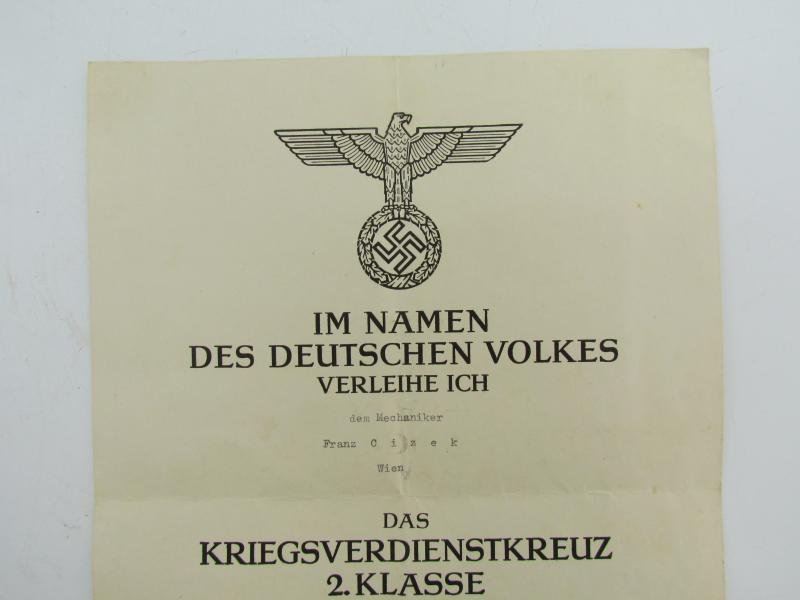 IM NAMEN
DES DEUTSCHEN VOLKES
VERLEIHE ICH
dem Mechaniker
Franz C i z e k
Wien
DAS
KRIEGSVERDIENSTKREUZ
2. KLASSE